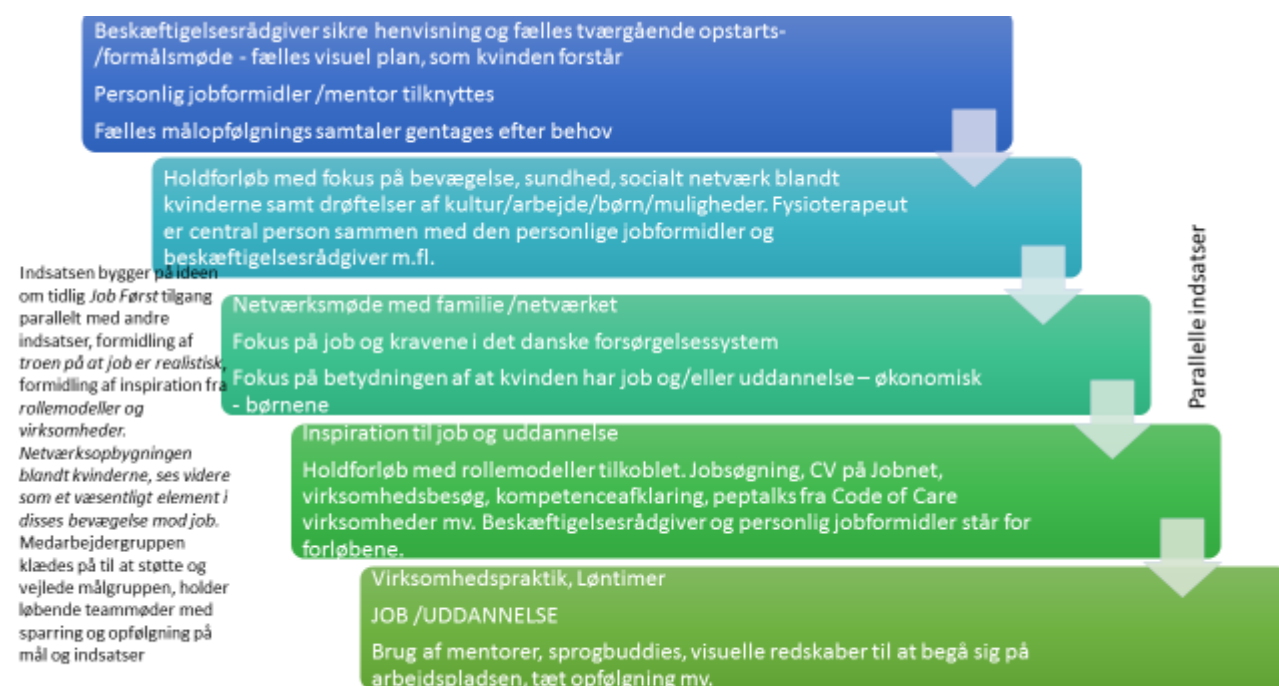 Beskæftigelsesrådgiver sikre henvisning og fælles tværgående opstarts-
/formålsmøde - fælles visuel plan, som kvinden forstår
Personlig jobformidler /mentor tilknyttes
Fælles målopfølgnings samtaler gentages efter behov
Holdforløb med fokus på bevægelse, sundhed, socialt netværk blandt
kvinderne samt drøftelser af kultur/arbejde/børn/muligheder. Fysioterapeut
er central person sammen med den personlige jobformidler og
beskæftigelsesrådgiver m.fl.
Netværksmøde med familie /netværket
Fokus på job og kravene i det danske forsørgelsessystem
Fokus på betydningen af at kvinden har job og/eller uddannelse – økonomisk
- børnene
Inspiration til job og uddannelse
Holdforløb med rollemodeller tilkoblet. Jobsøgning, CV på Jobnet,
virksomhedsbesøg, kompetenceafklaring, peptalks fra Code of Care
virksomheder mv. Beskæftigelsesrådgiver og personlig jobformidler står for
forløbene.
Virksomhedspraktik, Løntimer
JOB /UDDANNELSE
Brug af mentorer, sprogbuddies, visuelle redskaber til at begå sig på
arbejdspladsen, tæt opfølgning mv.
Indsatsen bygger på ideen
om tidlig Job Først tilgang
parallelt med andre
indsatser, formidling af
troen på at job er realistisk,
formidling af inspiration fra
rollemodeller og
virksomheder.
Netværksopbygningen
blandt kvinderne, ses videre
som et væsentligt element i
disses bevægelse mod job.
Medarbejdergruppen
klædes på til at støtte og
vejlede målgruppen, holder
løbende teammøder med
sparring og opfølgning på
mål og indsatser
Parallelle indsatser